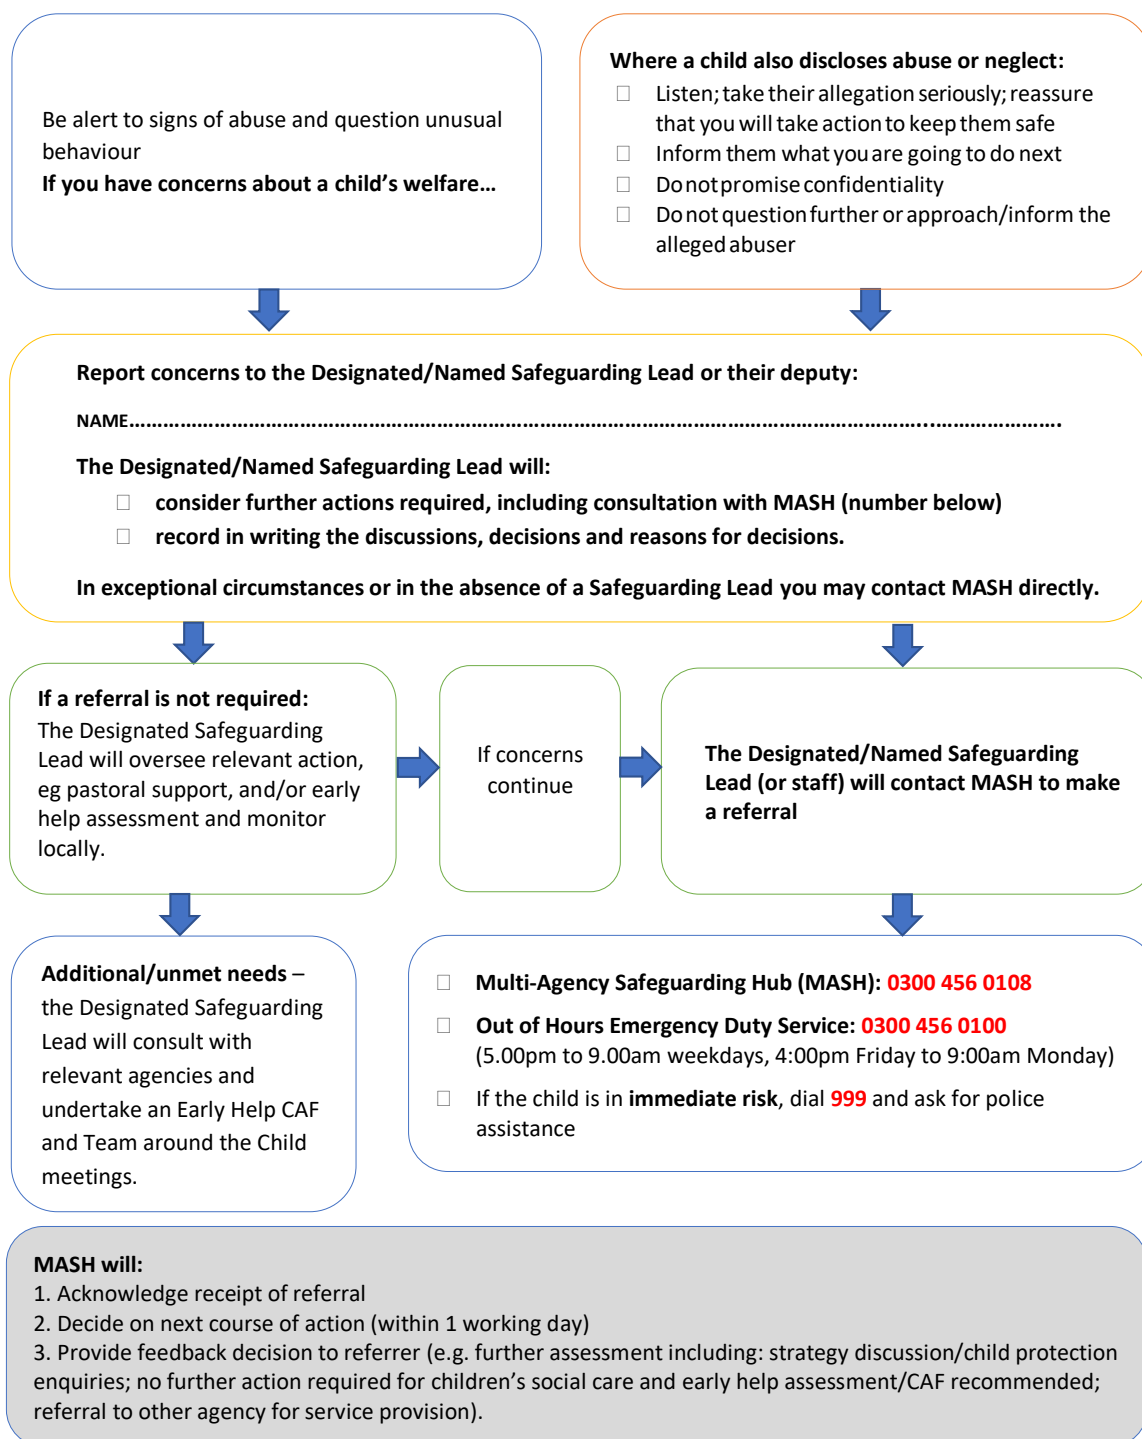 Be alert to signs of abuse and question unusual
behaviour
If you have concerns about a child's welfare…
Where a child also discloses abuse or neglect:
Listen; take their allegation seriously; reassure
that you will take action to keep them safe
Inform them what you are going to do next
Do not promise confidentiality
Do not question further or approach/inform the
alleged abuser
Report concerns to the Designated/Named Safeguarding Lead or their deputy:
NAME……………………………………………………………………………………………………...……………….
The Designated/Named Safeguarding Lead will:
consider further actions required, including consultation with MASH (number below)
record in writing the discussions, decisions and reasons for decisions.
In exceptional circumstances or in the absence of a Safeguarding Lead you may contact MASH directly.
If a referral is not required:
The Designated Safeguarding
Lead will oversee relevant action,
eg pastoral support, and/or early
help assessment and monitor
locally.
If concerns
continue
The Designated/Named Safeguarding
Lead (or staff) will contact MASH to make
a referral
Additional/unmet needs –
the Designated Safeguarding
Lead will consult with
relevant agencies and
undertake an Early Help CAF
and Team around the Child
meetings.
Multi-Agency Safeguarding Hub (MASH): 0300 456 0108
Out of Hours Emergency Duty Service: 0300 456 0100
(5.00pm to 9.00am weekdays, 4:00pm Friday to 9:00am Monday)
If the child is in immediate risk, dial 999 and ask for police
assistance
MASH will:
1. Acknowledge receipt of referral
2. Decide on next course of action (within 1 working day)
3. Provide feedback decision to referrer (e.g. further assessment including: strategy discussion/child protection
enquiries; no further action required for children's social care and early help assessment/CAF recommended;
referral to other agency for service provision).